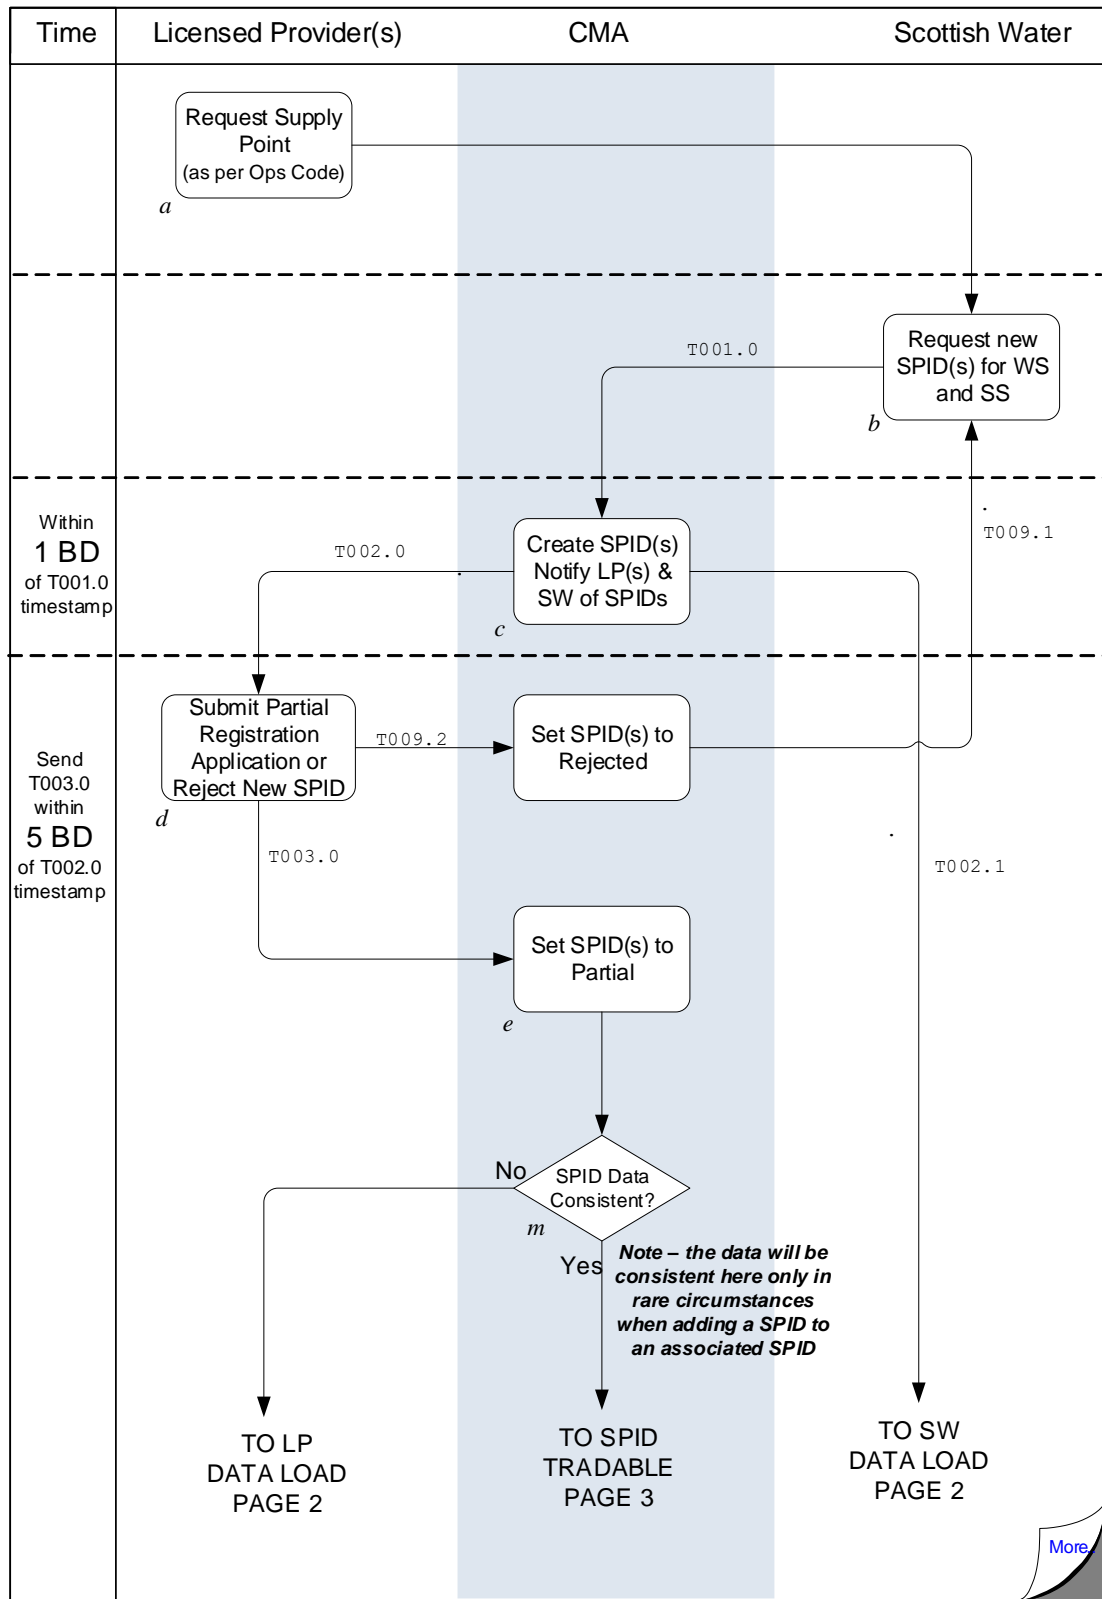 Time
Licensed Provider(s)
CMA
Scottish Water
Request Supply
Point
(as per Ops Code)
a
Request new
SPID(s) for WS
and SS
b
T001.0
Within
1 BD
of T001.0
timestamp
T002.0
Create SPID(s)
Notify LP(s) &
SW of SPIDs
c
T009.1
Send
T003.0
within
5 BD
of T002.0
timestamp
Submit Partial
Registration
Application or
Reject New SPID
d
T009.2
Set SPID(s) to
Rejected
T003.0
T002.1
Set SPID(s) to
Partial
e
No
SPID Data
Consistent?
m
Yes
Note – the data will be
consistent here only in
rare circumstances
when adding a SPID to
an associated SPID
TO LP
DATA LOAD
PAGE 2
TO SPID
TRADABLE
PAGE 3
TO SW
DATA LOAD
PAGE 2
More..